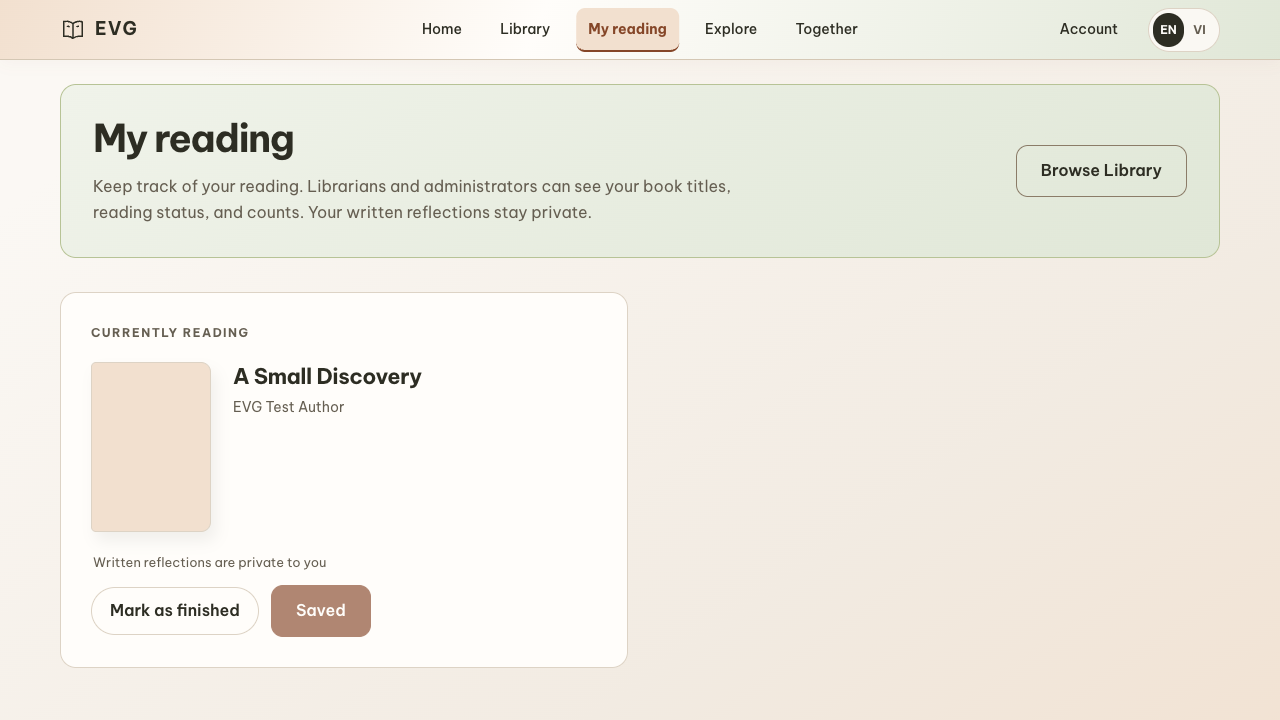 EVG
Home
Library
My reading
Explore
Together
Account
EN
VI
My reading
Keep track of your reading. Librarians and administrators can see your book titles,
reading status, and counts. Your written reflections stay private.
Browse Library
CURRENTLY READING
A Small Discovery
EVG Test Author
Written reflections are private to you
Mark as finished
Saved